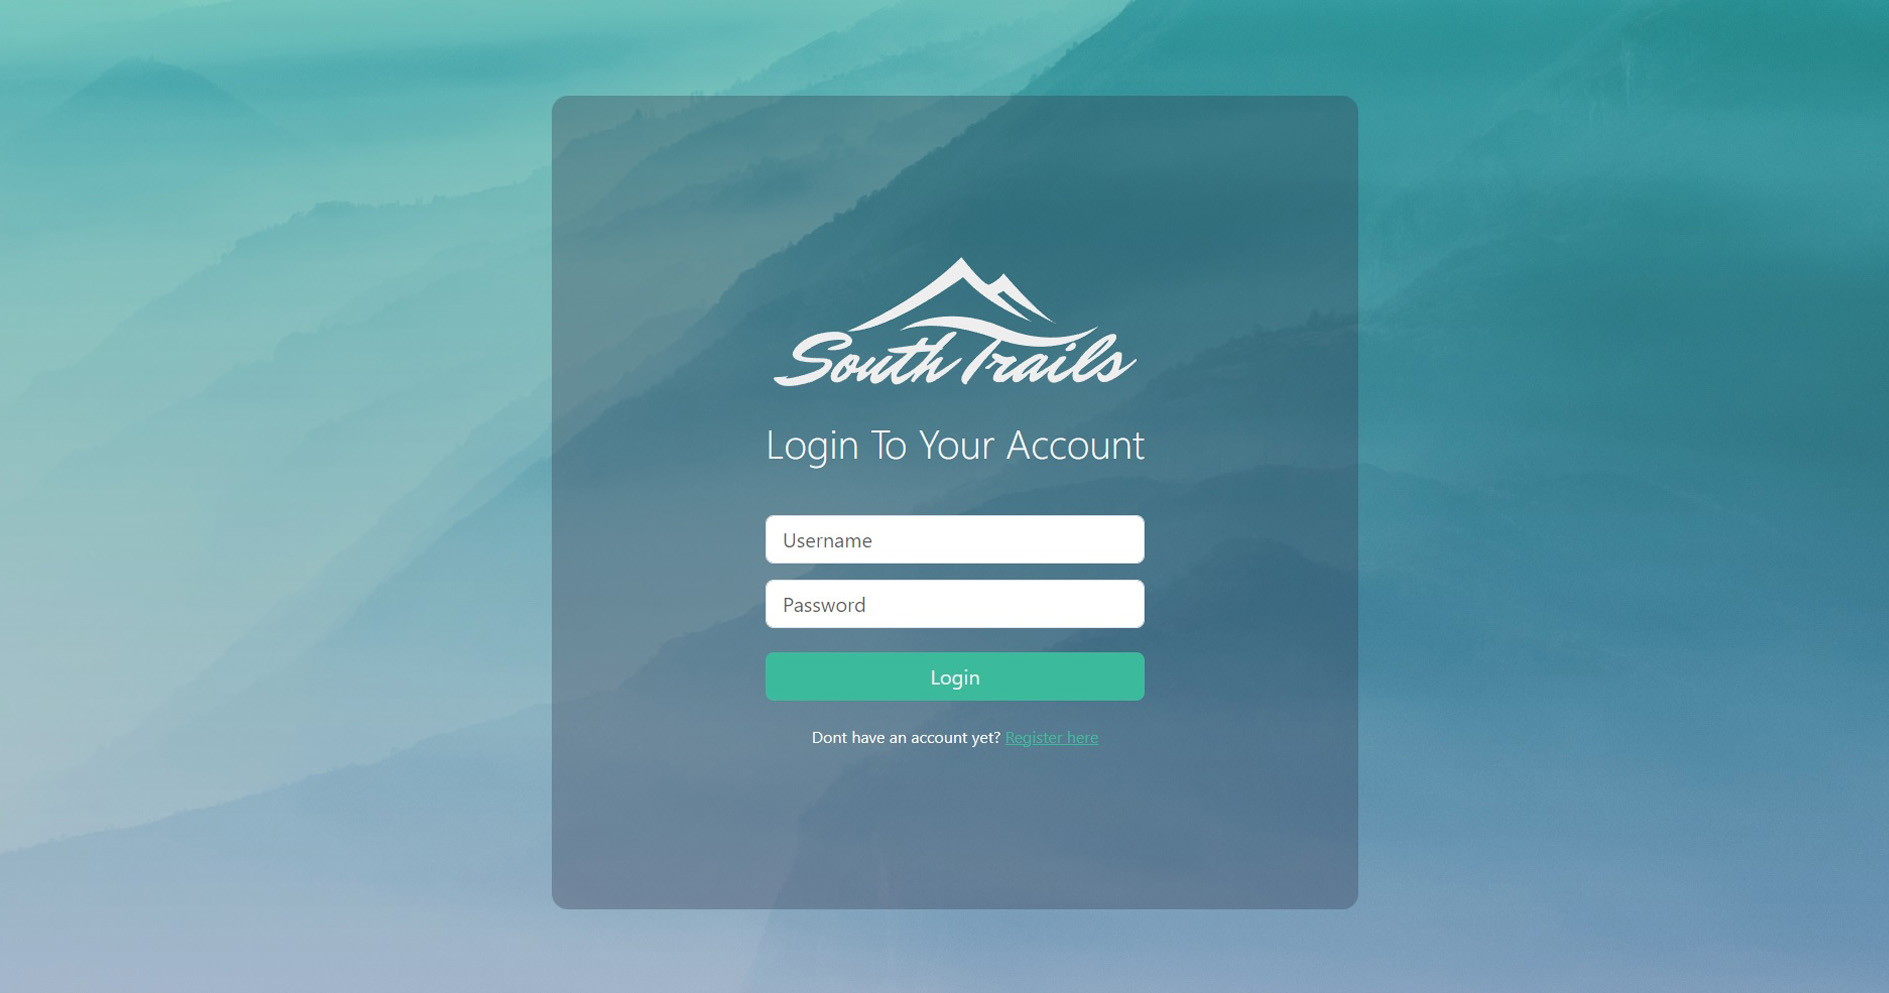 South Trails
Login To Your Account
Username
Password
Login
Dont have an account yet? Register here